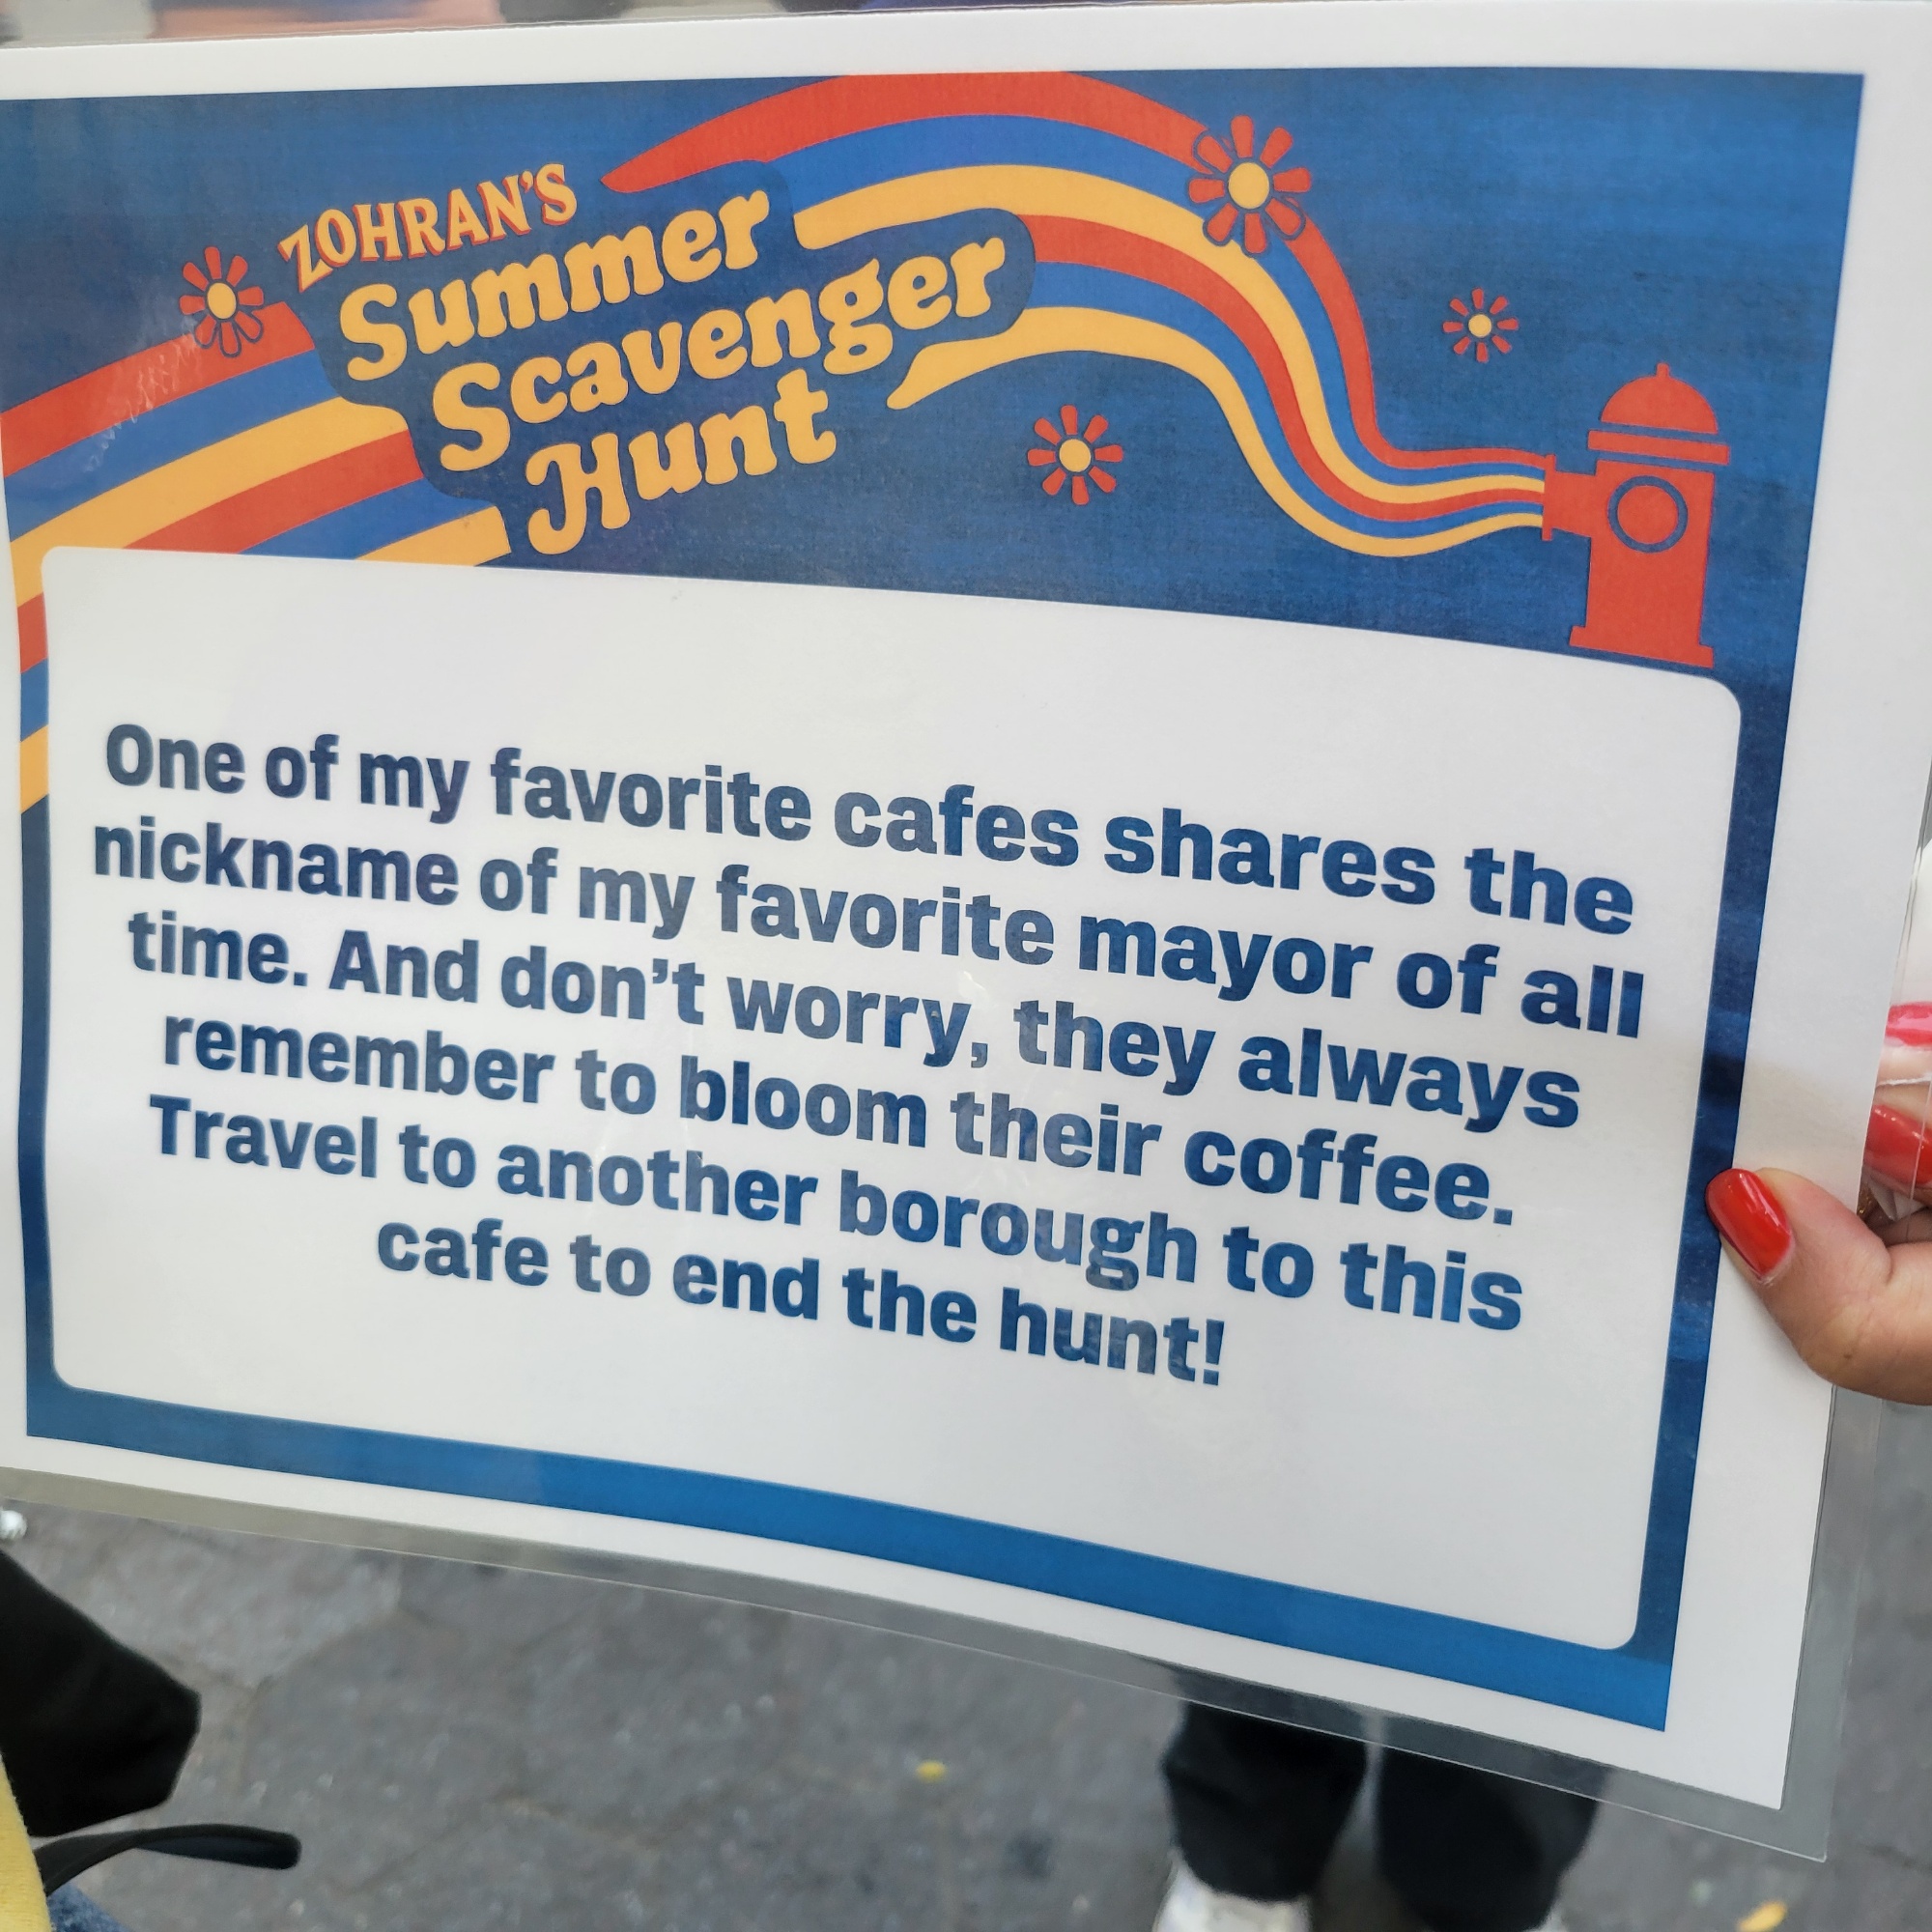 ZOHRAN'S
Summer
Scavenger
Hunt
One of my favorite cafes shares the
nickname of my favorite mayor of all
time. And don't worry, they always
remember to bloom their coffee.
Travel to another borough to this
cafe to end the hunt!